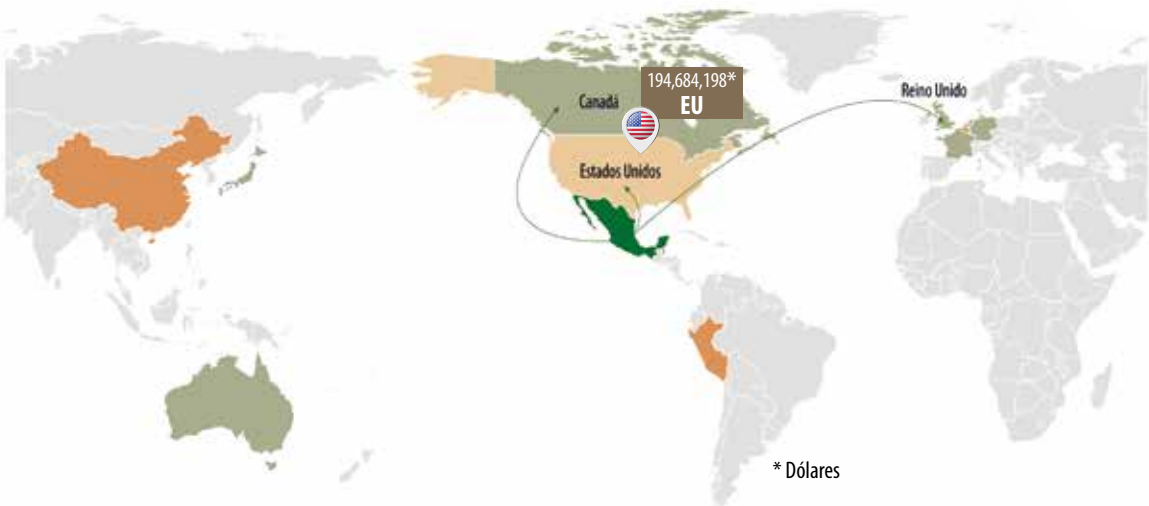 194,684,198*
EU
Canadá
Reino Unido
Estados Unidos
* Dólares